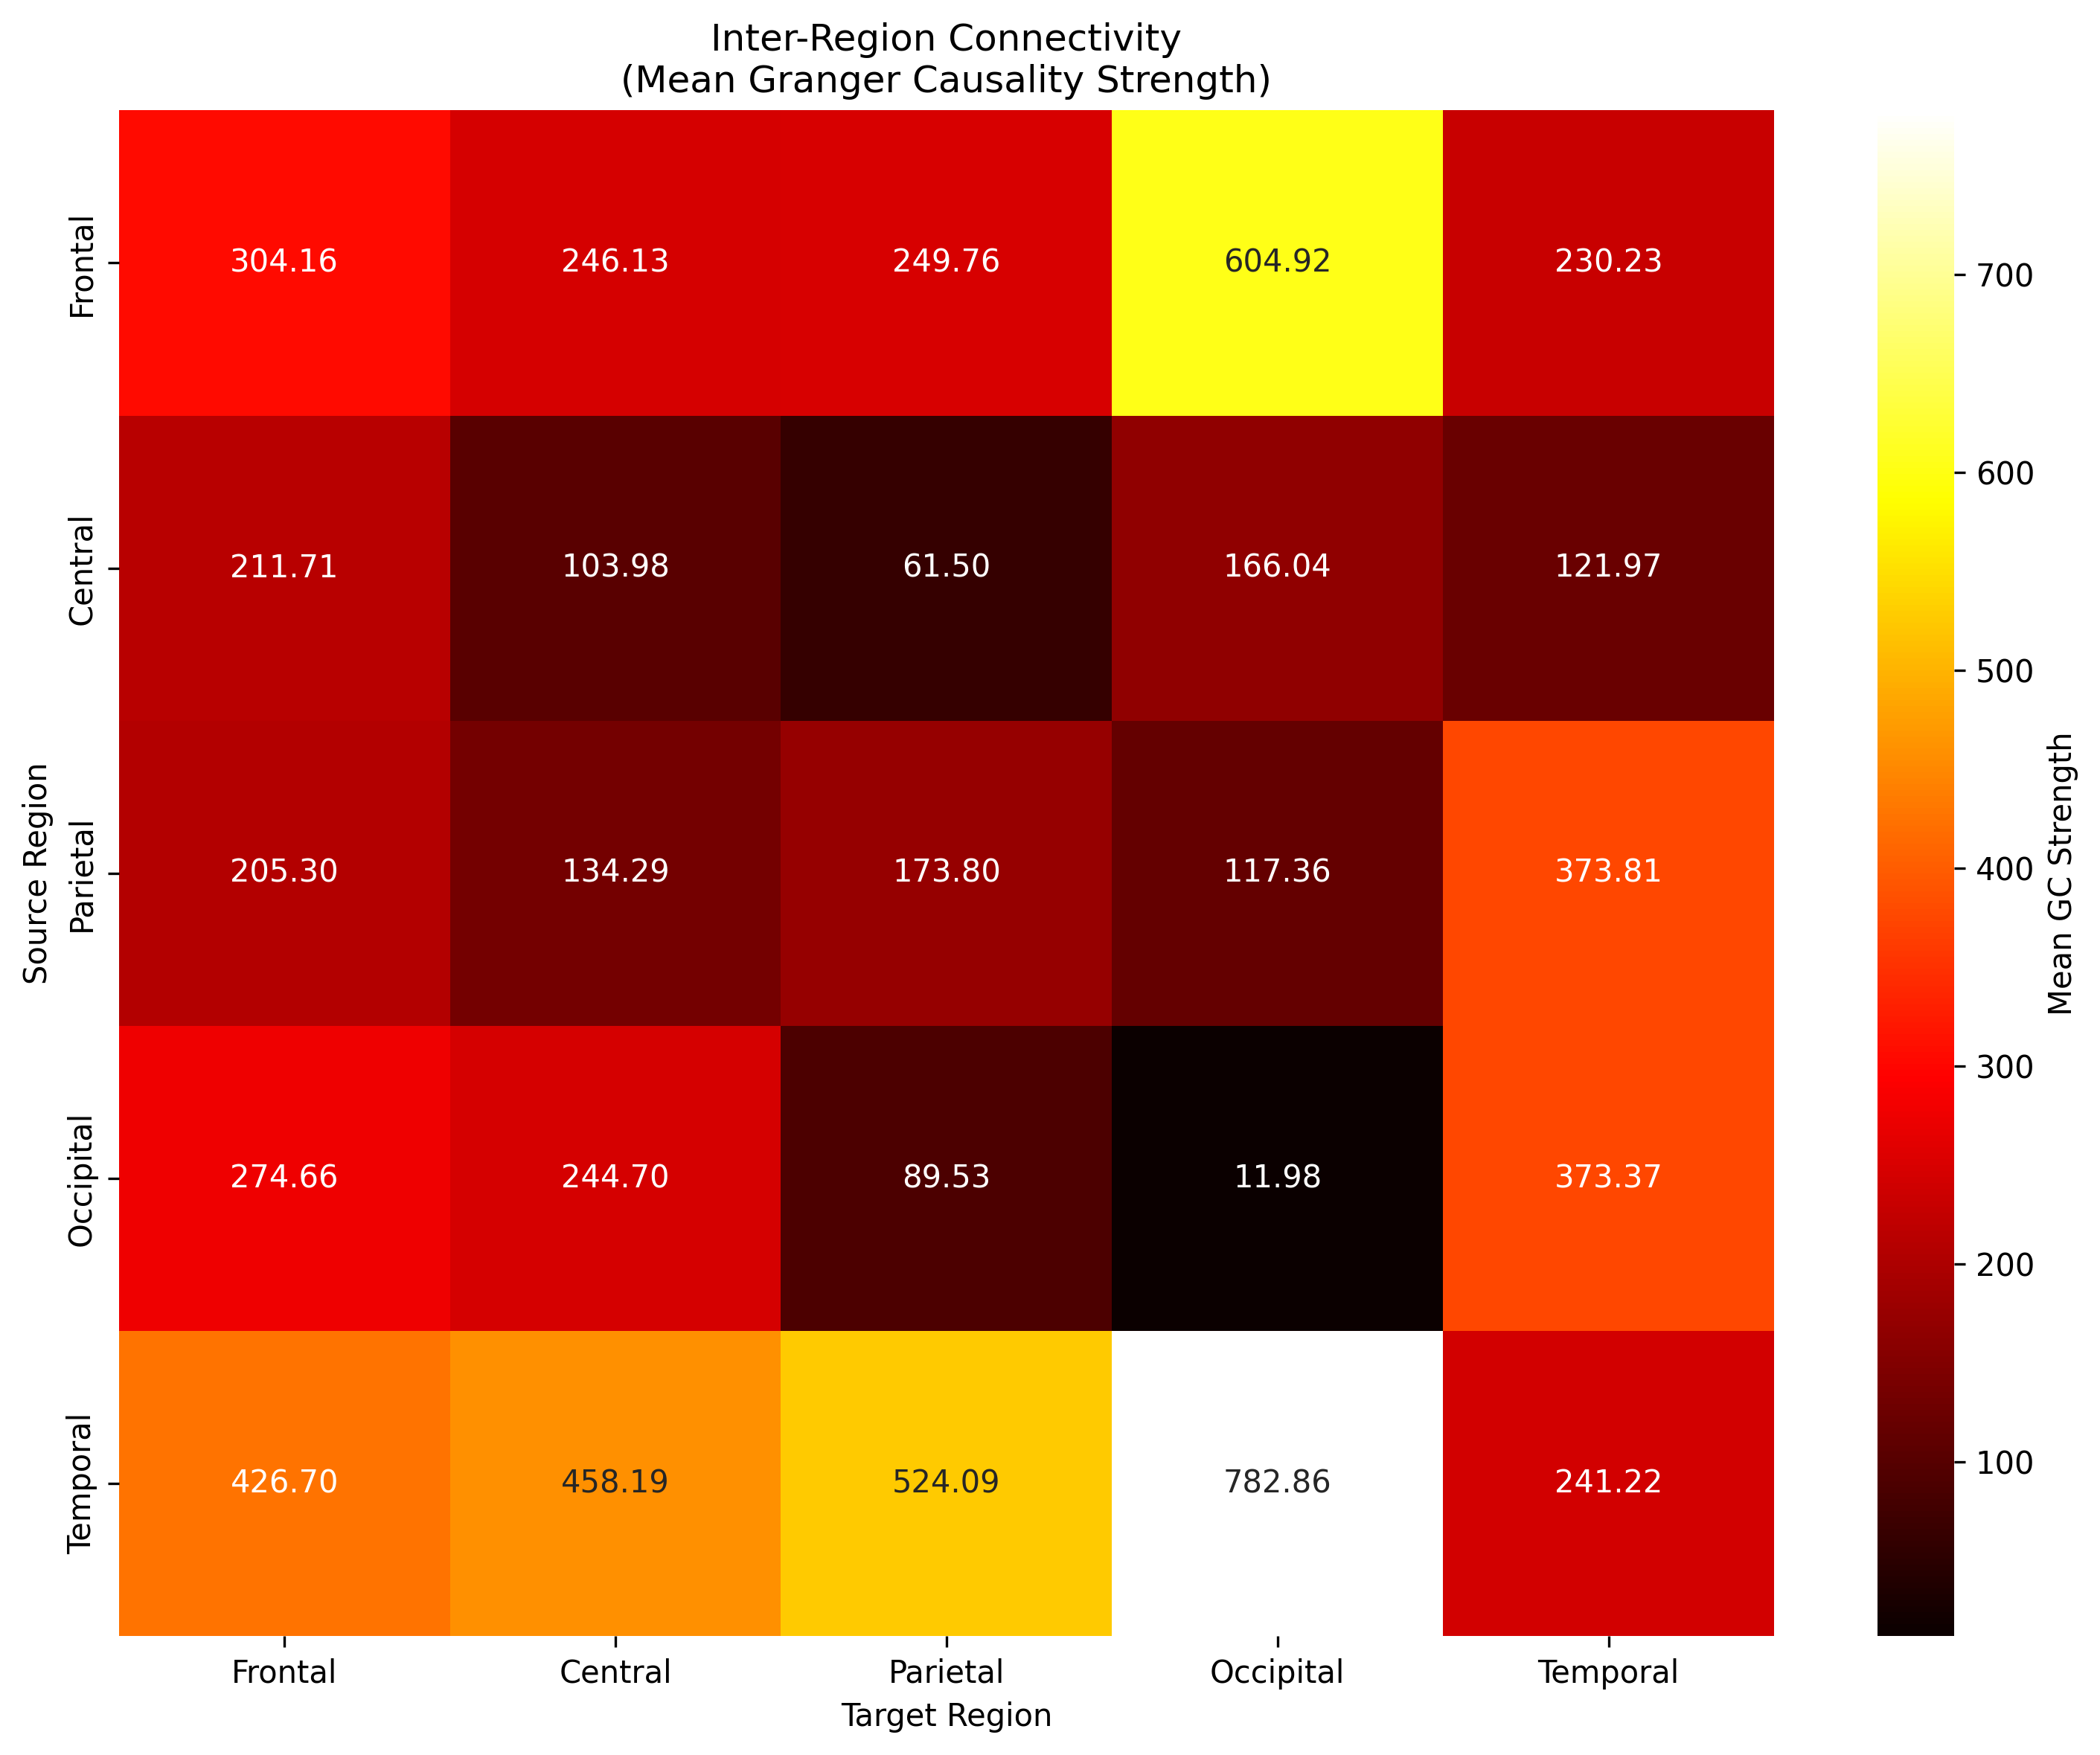 Inter-Region Connectivity
(Mean Granger Causality Strength)
Source Region
Frontal
304.16 246.13 249.76 604.92 230.23
Central
211.71 103.98 61.50 166.04 121.97
Parietal
205.30 134.29 173.80 117.36 373.81
Occipital
274.66 244.70 89.53 11.98 373.37
Temporal
426.70 458.19 524.09 782.86 241.22
Frontal Central Parietal Occipital Temporal
Target Region
700
600
500
400
300
200
100
Mean GC Strength